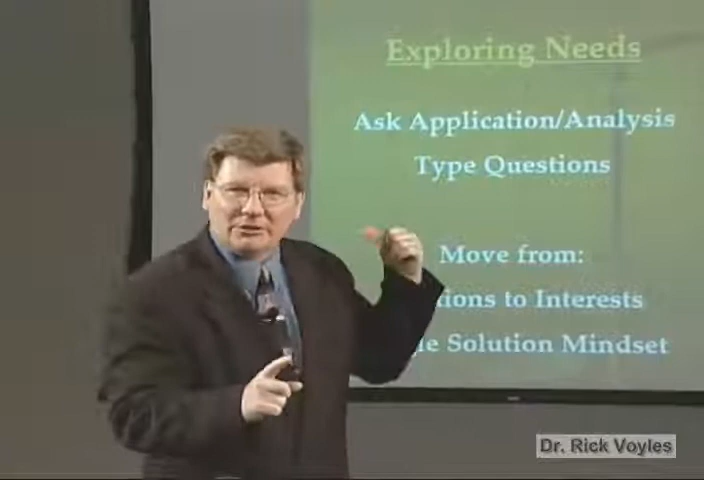 Exploring Needs
Ask Application/Analysis
Type Questions
Move from:
to Interests
Solution Mindset
Dr. Rick Voyles